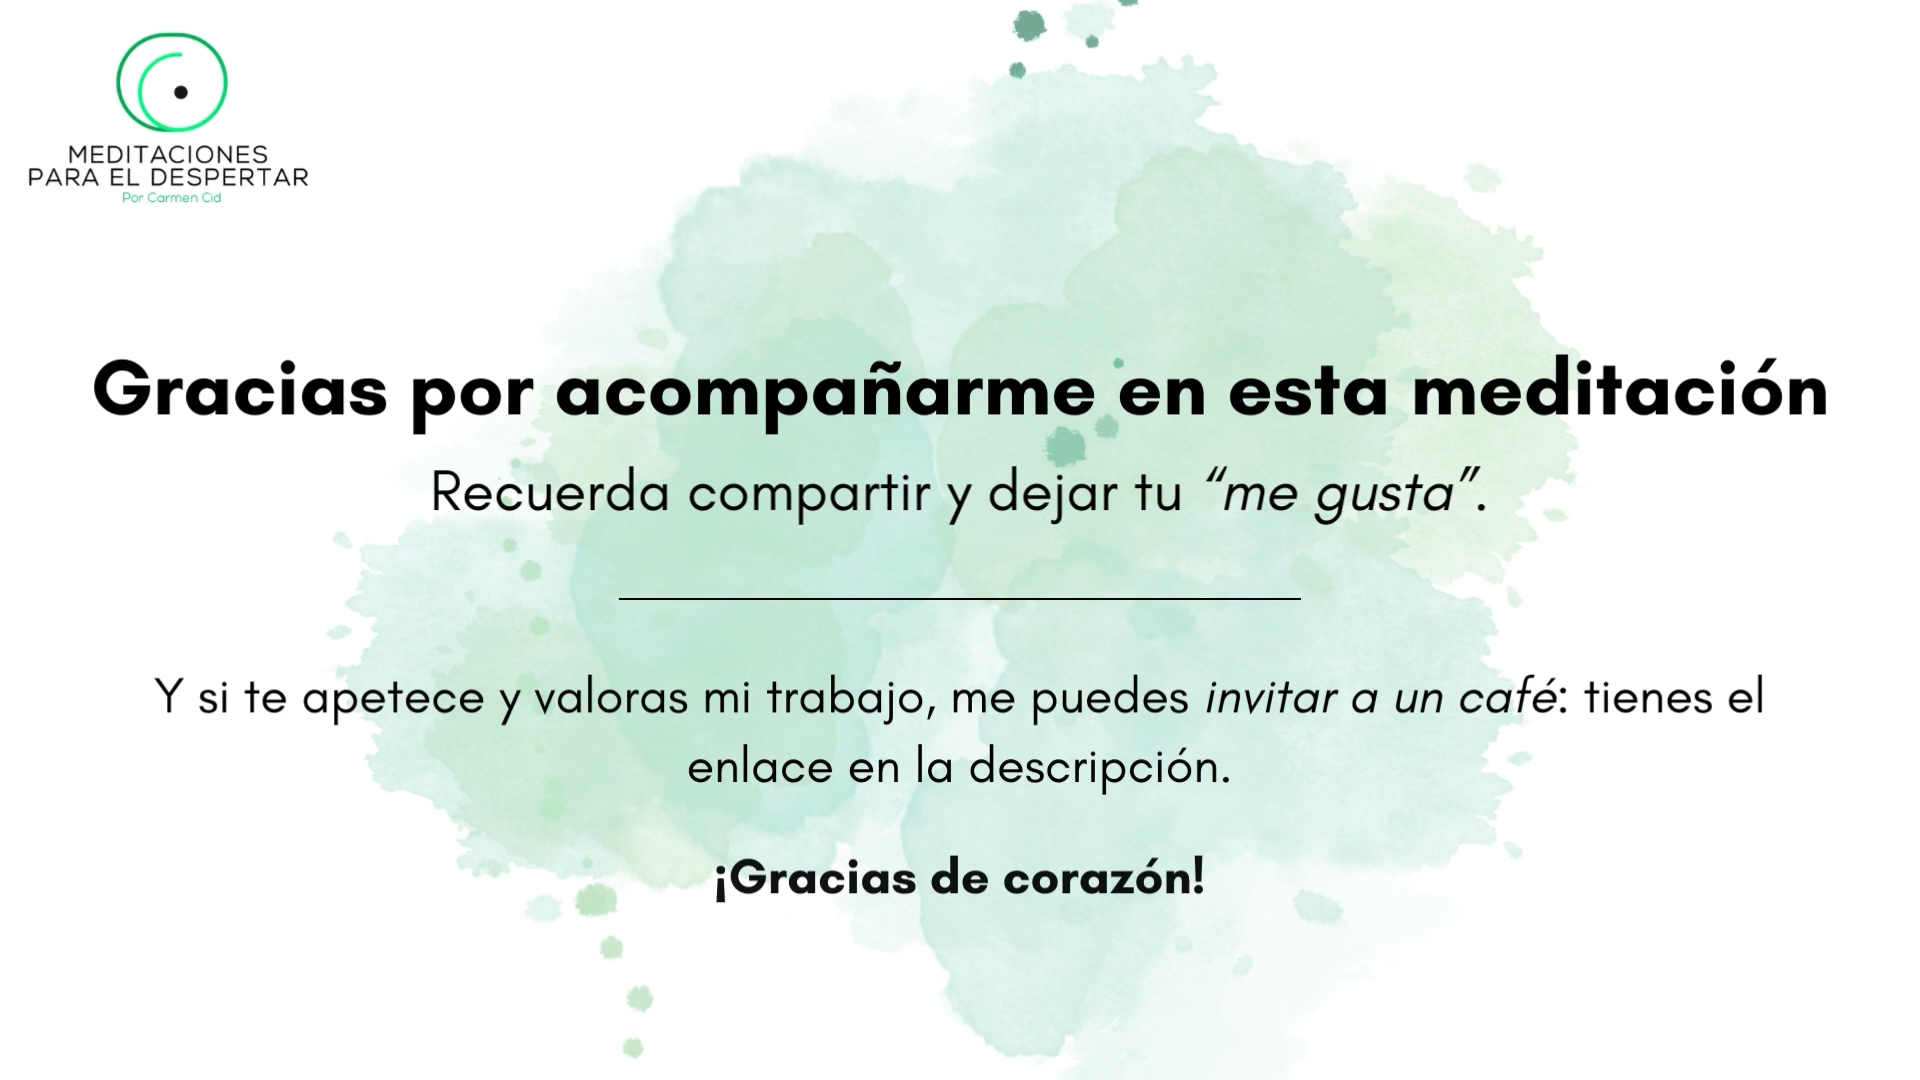 MEDITACIONES
PARA EL DESPERTAR
Por Carmen Cid
Gracias por acompañarme en esta meditación
Recuerda compartir y dejar tu “me gusta”.
Y si te apetece y valoras mi trabajo, me puedes invitar a un café: tienes el
enlace en la descripción.
¡Gracias de corazón!